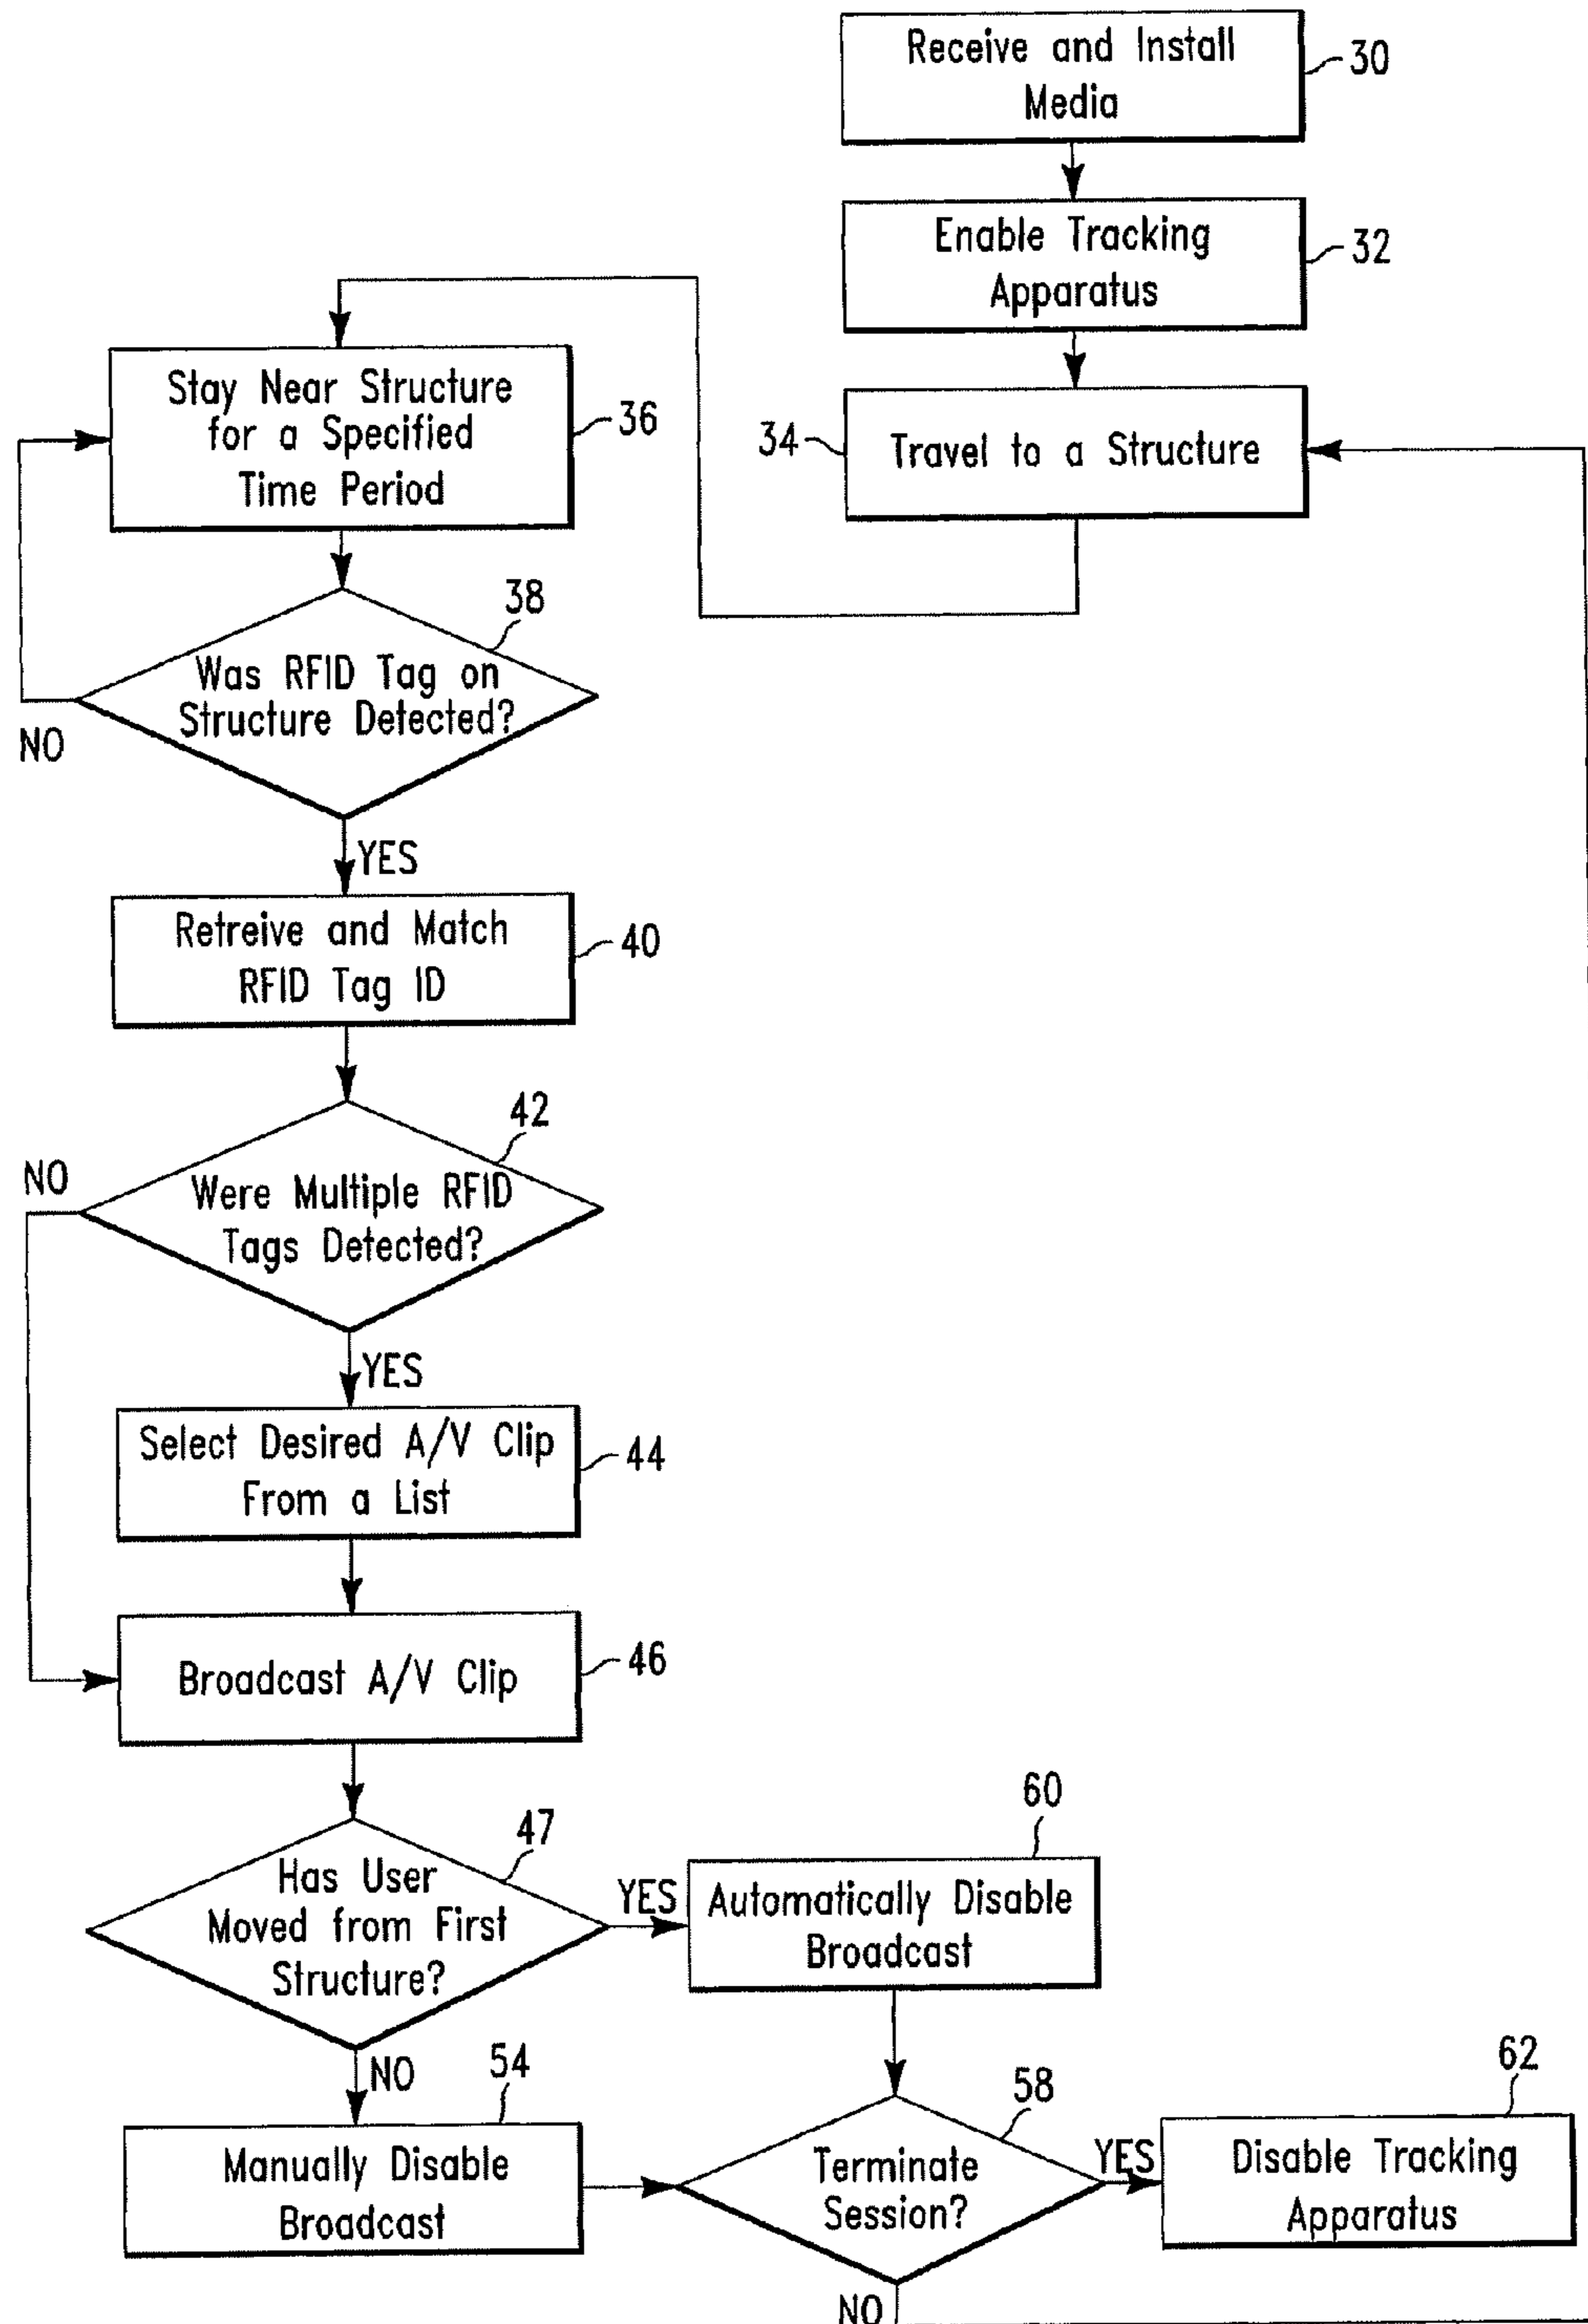 Receive and Install
Media
30
Enable Tracking
Apparatus
32
34
Travel to a Structure
Stay Near Structure
for a Specified
Time Period
36
38
Was RFID Tag on
Structure Detected?
NO
YES
Retreive and Match
RFID Tag ID
40
42
NO
Were Multiple RFID
Tags Detected?
YES
Select Desired A/V Clip
From a List
44
Broadcast A/V Clip
46
47
Has User
Moved from First
Structure?
YES
60
Automatically Disable
Broadcast
NO
54
Manually Disable
Broadcast
58
Terminate
Session?
YES
62
Disable Tracking
Apparatus
NO